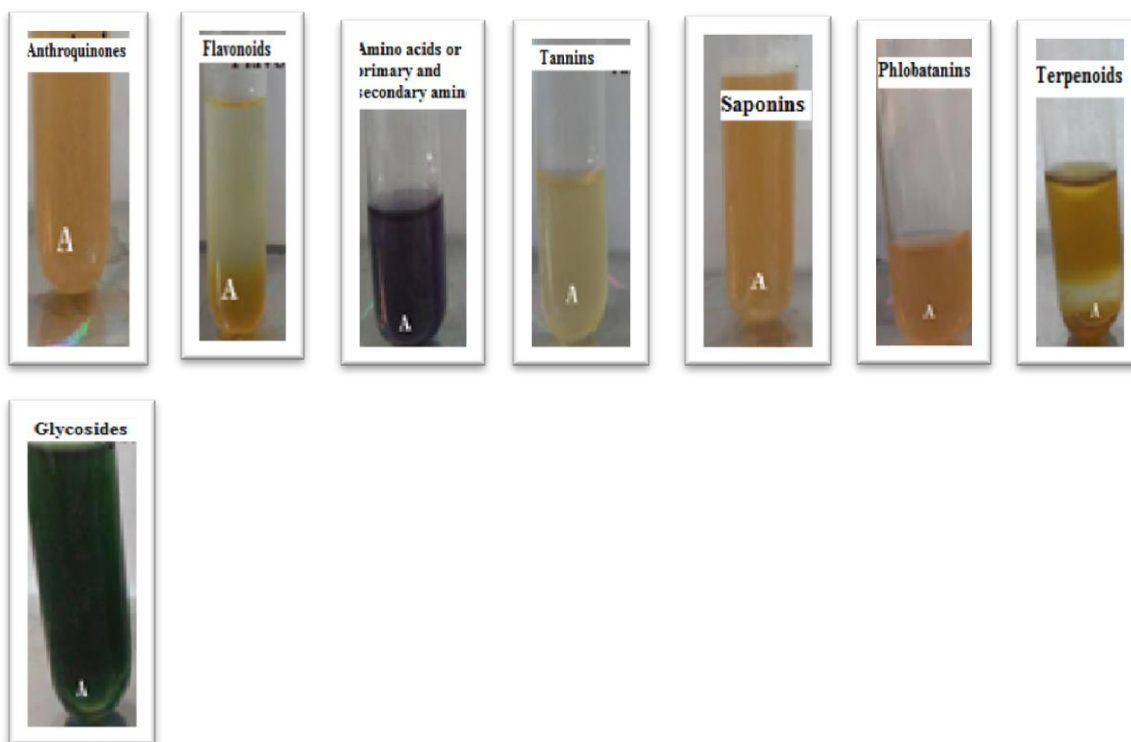 Anthroquinones
A
Flavonoids
A
Amino acids or
primary and
secondary amin
A
Tannins
A
Saponins
A
Phlobatanins
A
Terpenoids
A
Glycosides
A